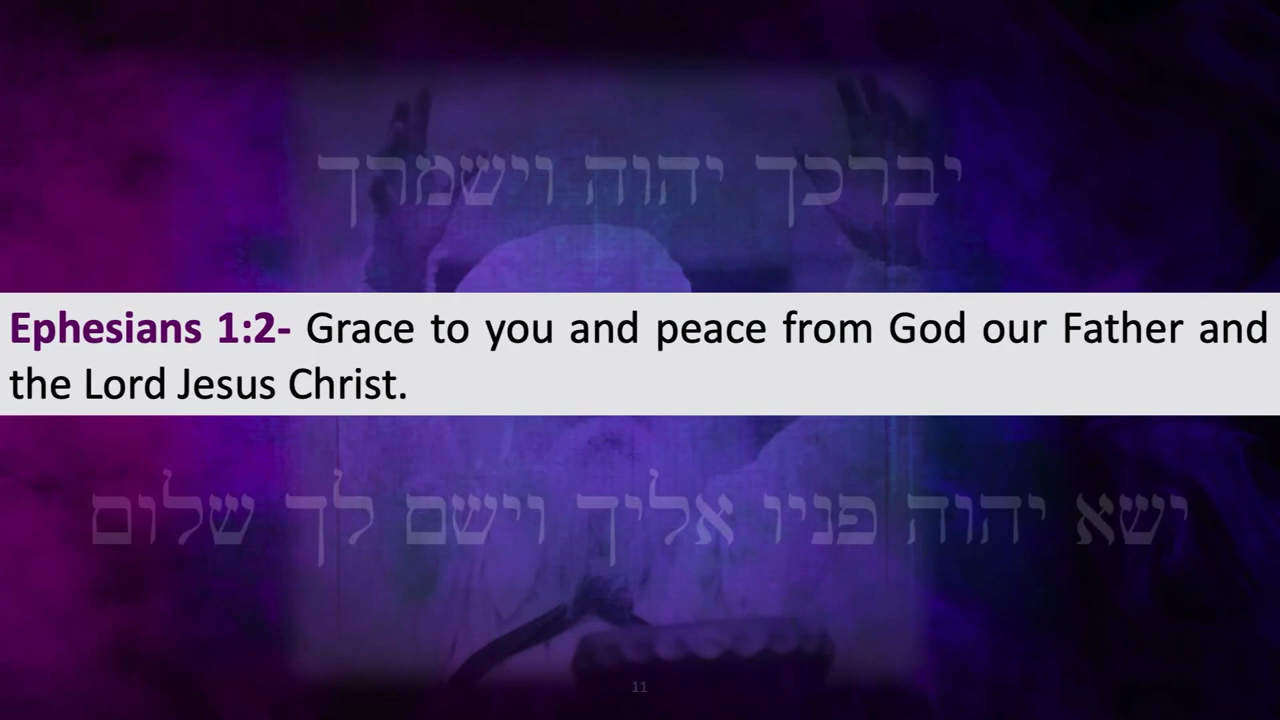 יברכך יהוה וישמרך
Ephesians 1:2- Grace to you and peace from God our Father and
the Lord Jesus Christ.
ישא יהוה פניו אליך וישם לך שלום
11